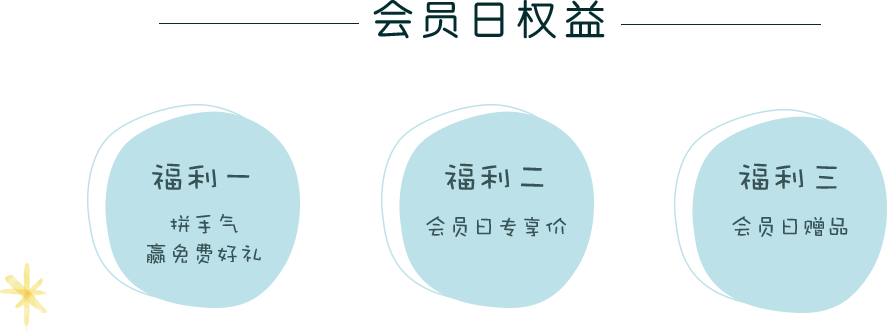 会员日权益
福利一
拼手气
赢免费好礼
福利二
会员日专享价
福利三
会员日赠品